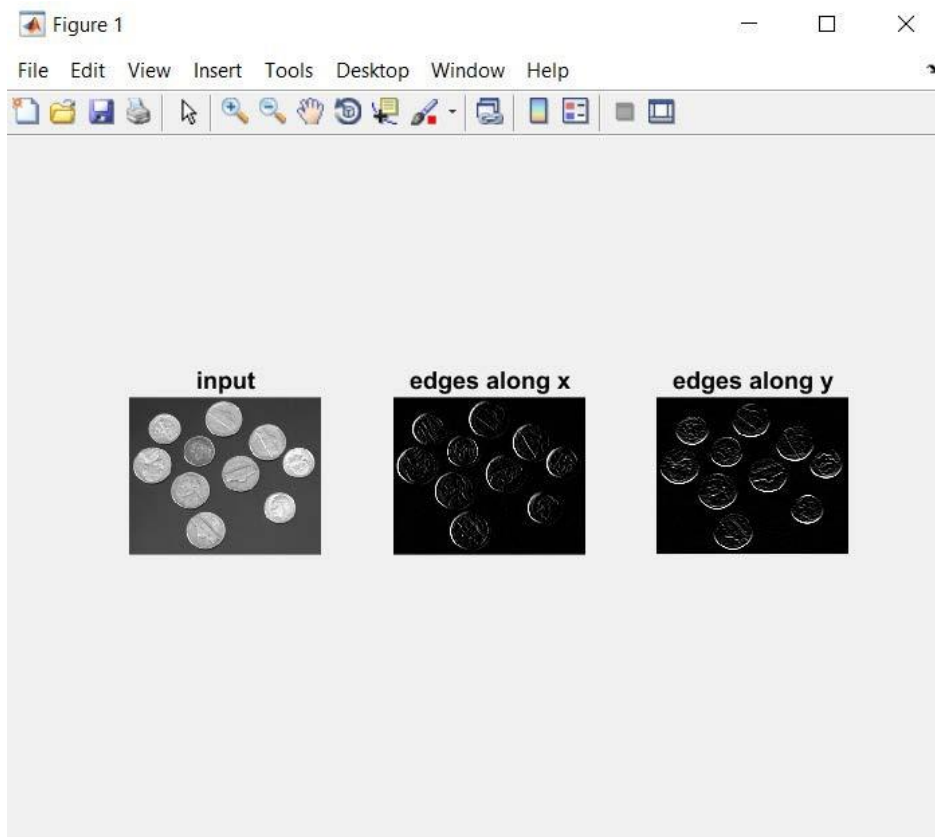 Figure 1
File Edit View Insert Tools Desktop Window Help
input
edges along x
edges along y